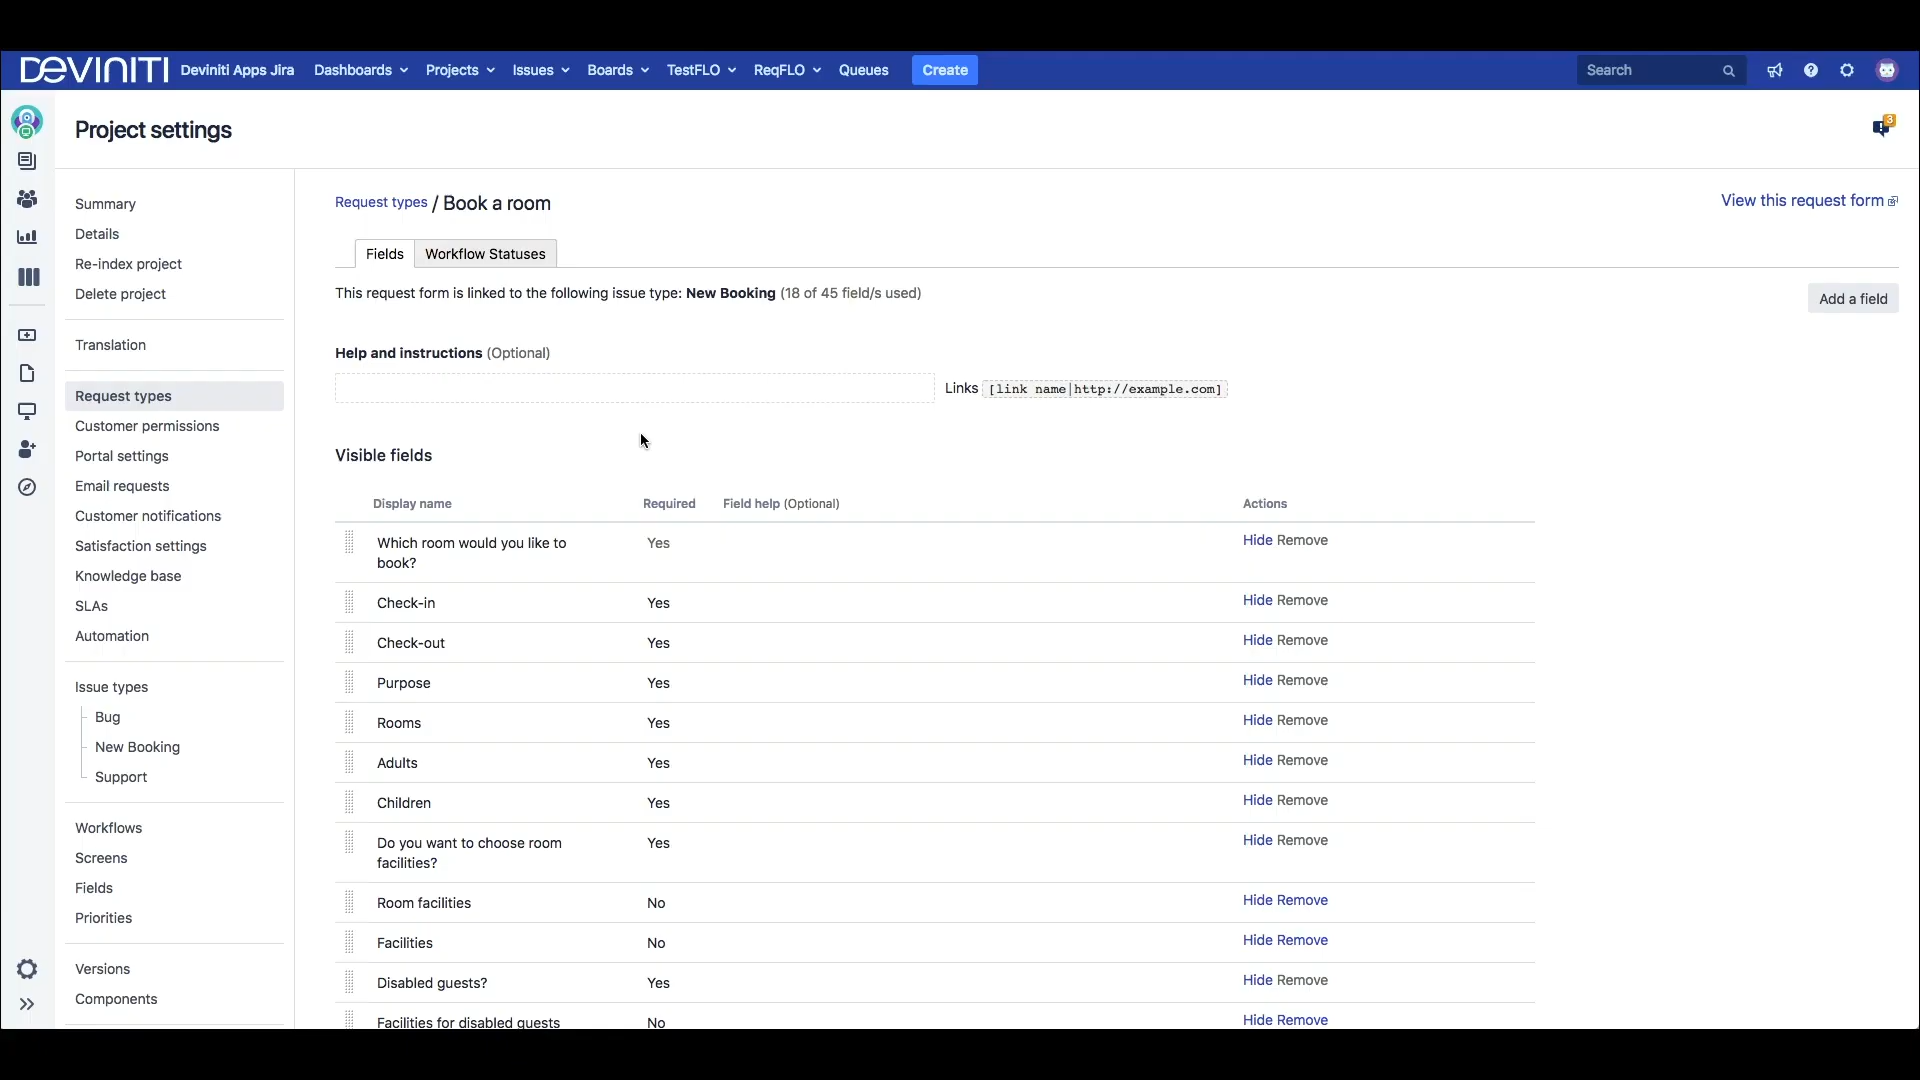 DEVINITI Deviniti Apps Jira Dashboards Projects Issues Boards TestFLO ReqFLO Queues Create Search
Project settings
3
Summary
Details
Re-index project
Delete project
Translation
Request types
Customer permissions
Portal settings
Email requests
Customer notifications
Satisfaction settings
Knowledge base
SLAs
Automation
Issue types
Bug
New Booking
Support
Workflows
Screens
Fields
Priorities
Versions
Components
Request types / Book a room
View this request form
Fields Workflow Statuses
This request form is linked to the following issue type: New Booking (18 of 45 field/s used)
Add a field
Help and instructions (Optional)
Links [link name|http://example.com]
Visible fields
Display name Required Field help (Optional) Actions
Which room would you like to
book?
Yes Hide Remove
Check-in Yes Hide Remove
Check-out Yes Hide Remove
Purpose Yes Hide Remove
Rooms Yes Hide Remove
Adults Yes Hide Remove
Children Yes Hide Remove
Do you want to choose room
facilities?
Yes Hide Remove
Room facilities No Hide Remove
Facilities No Hide Remove
Disabled guests? Yes Hide Remove
Facilities for disabled guests No Hide Remove